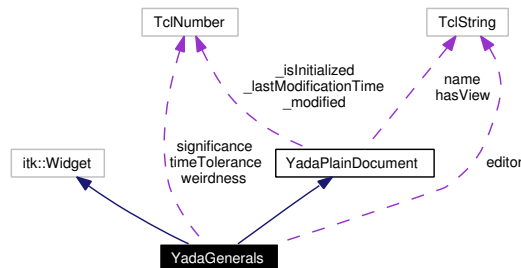 TclNumber
TclString
_isInitialized
_lastModificationTime
_modified
name
hasView
significance
timeTolerance
weirdness
itk::Widget
YadaPlainDocument
editor
YadaGenerals